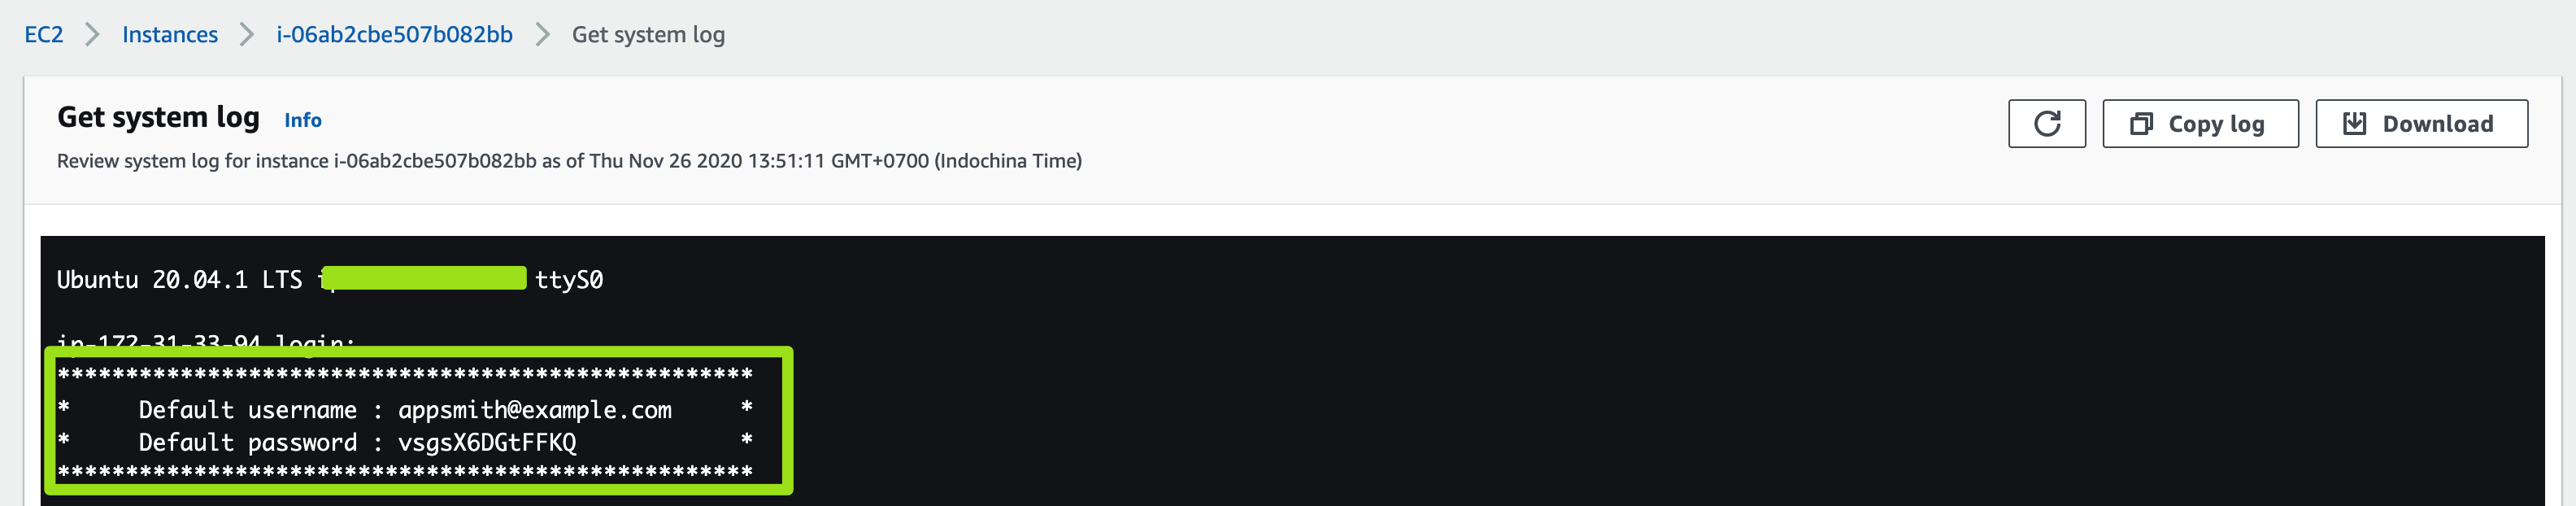 EC2 Instances i-06ab2cbe507b082bb Get system log
Get system log Info
Review system log for instance i-06ab2cbe507b082bb as of Thu Nov 26 2020 13:51:11 GMT+0700 (Indochina Time)
Copy log Download
Ubuntu 20.04.1 LTS ttyS0
ip-172-31-33-94 login:
***************************************************
* Default username : appsmith@example.com *
* Default password : vsgsX6DGtFFKQ *
***************************************************